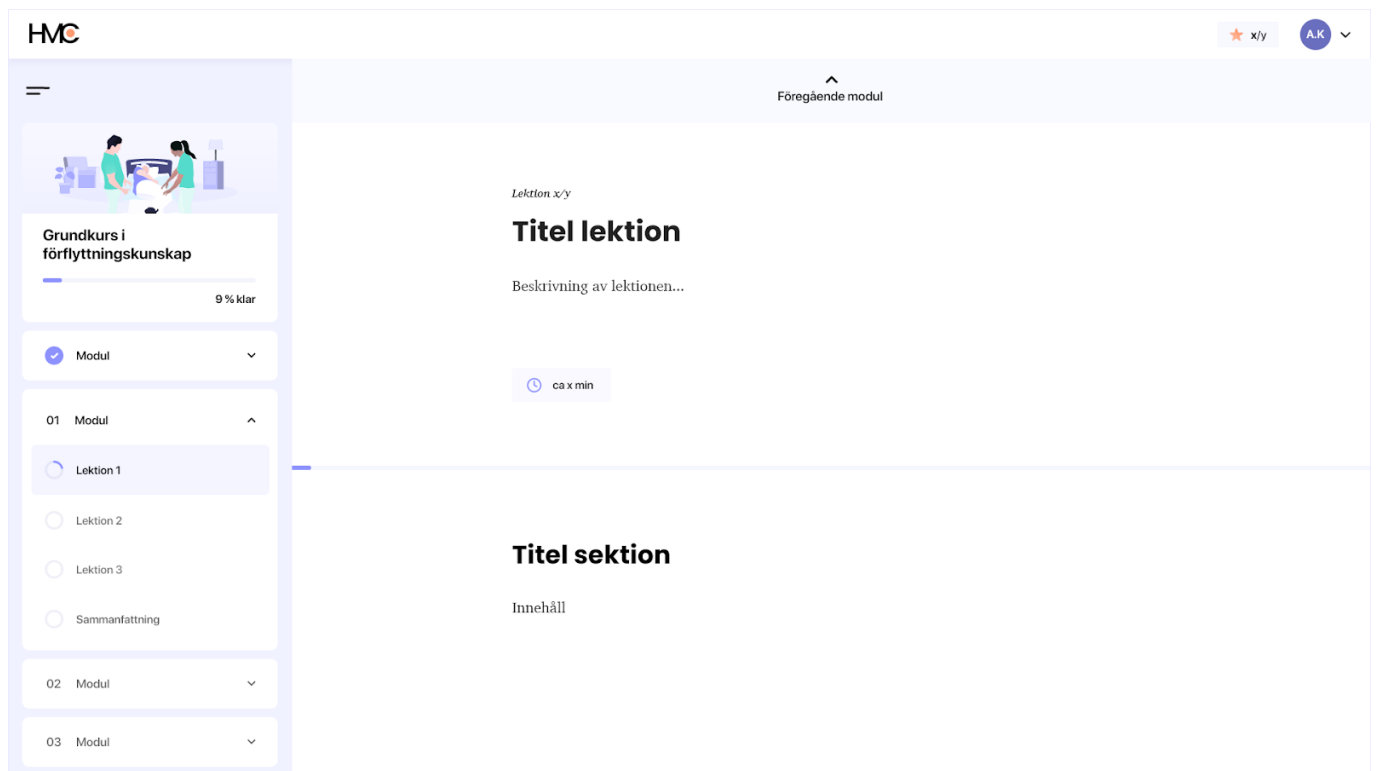 HMC
x/y
A.K
Föregående modul
Grundkurs i
förflyttningskunskap
9 % klar
Modul
01 Modul
Lektion 1
Lektion 2
Lektion 3
Sammanfattning
02 Modul
03 Modul
Lektion x/y
Titel lektion
Beskrivning av lektionen...
ca x min
Titel sektion
Innehåll